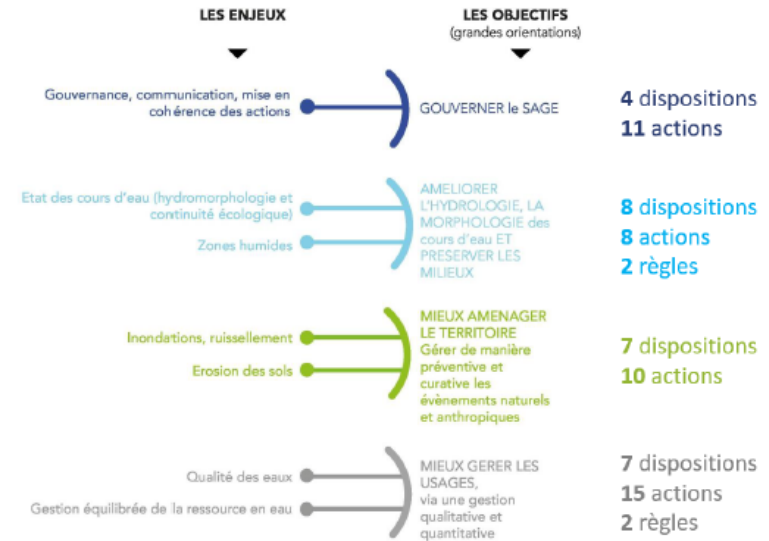 LES ENJEUX
LES OBJECTIFS
(grandes orientations)
Gouvernance, communication, mise en
cohérence des actions
GOUVERNER le SAGE
4 dispositions
11 actions
Etat des cours d'eau (hydromorphologie et
continuité écologique)
Zones humides
AMELIORER
L'HYDROLOGIE, LA
MORPHOLOGIE des
cours d'eau ET
PRESERVER LES
MILIEUX
8 dispositions
8 actions
2 règles
Inondations, ruissellement
Erosion des sols
MIEUX AMENAGER
LE TERRITOIRE
Gérer de manière
préventive et
curative les
évènements naturels
et anthropiques
7 dispositions
10 actions
Qualité des eaux
Gestion équilibrée de la ressource en eau
MIEUX GERER LES
USAGES,
via une gestion
qualitative et
quantitative
7 dispositions
15 actions
2 règles